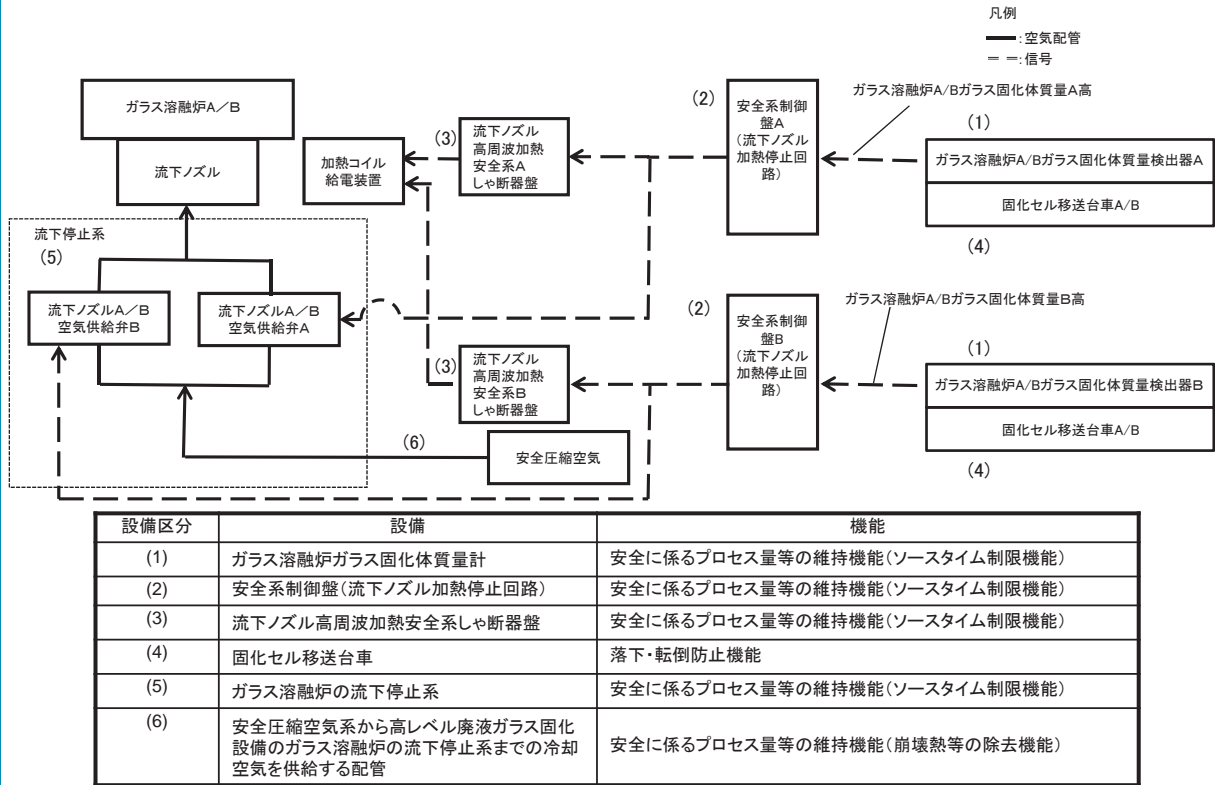 凡例
:空気配管
:信号
ガラス溶融炉A/B
流下ノズル
加熱コイル
給電装置
(3)
流下ノズル
高周波加熱
安全系A
しゃ断器盤
(2)
安全系制御
盤A
(流下ノズル
加熱停止回
路)
ガラス溶融炉A/Bガラス固化体質量A高
(1)
ガラス溶融炉A/Bガラス固化体質量検出器A
固化セル移送台車A/B
(4)
流下停止系
(5)
流下ノズルA/B
空気供給弁B
流下ノズルA/B
空気供給弁A
(3)
流下ノズル
高周波加熱
安全系B
しゃ断器盤
(2)
安全系制御
盤B
(流下ノズル
加熱停止回
路)
ガラス溶融炉A/Bガラス固化体質量B高
(1)
ガラス溶融炉A/Bガラス固化体質量検出器B
固化セル移送台車A/B
(4)
(6)
安全圧縮空気
設備区分 設備 機能
(1) ガラス溶融炉ガラス固化体質量計 安全に係るプロセス量等の維持機能(ソースタイム制限機能)
(2) 安全系制御盤(流下ノズル加熱停止回路) 安全に係るプロセス量等の維持機能(ソースタイム制限機能)
(3) 流下ノズル高周波加熱安全系しゃ断器盤 安全に係るプロセス量等の維持機能(ソースタイム制限機能)
(4) 固化セル移送台車 落下・転倒防止機能
(5) ガラス溶融炉の流下停止系 安全に係るプロセス量等の維持機能(ソースタイム制限機能)
(6) 安全圧縮空気系から高レベル廃液ガラス固化
設備のガラス溶融炉の流下停止系までの冷却
空気を供給する配管
安全に係るプロセス量等の維持機能(崩壊熱等の除去機能)